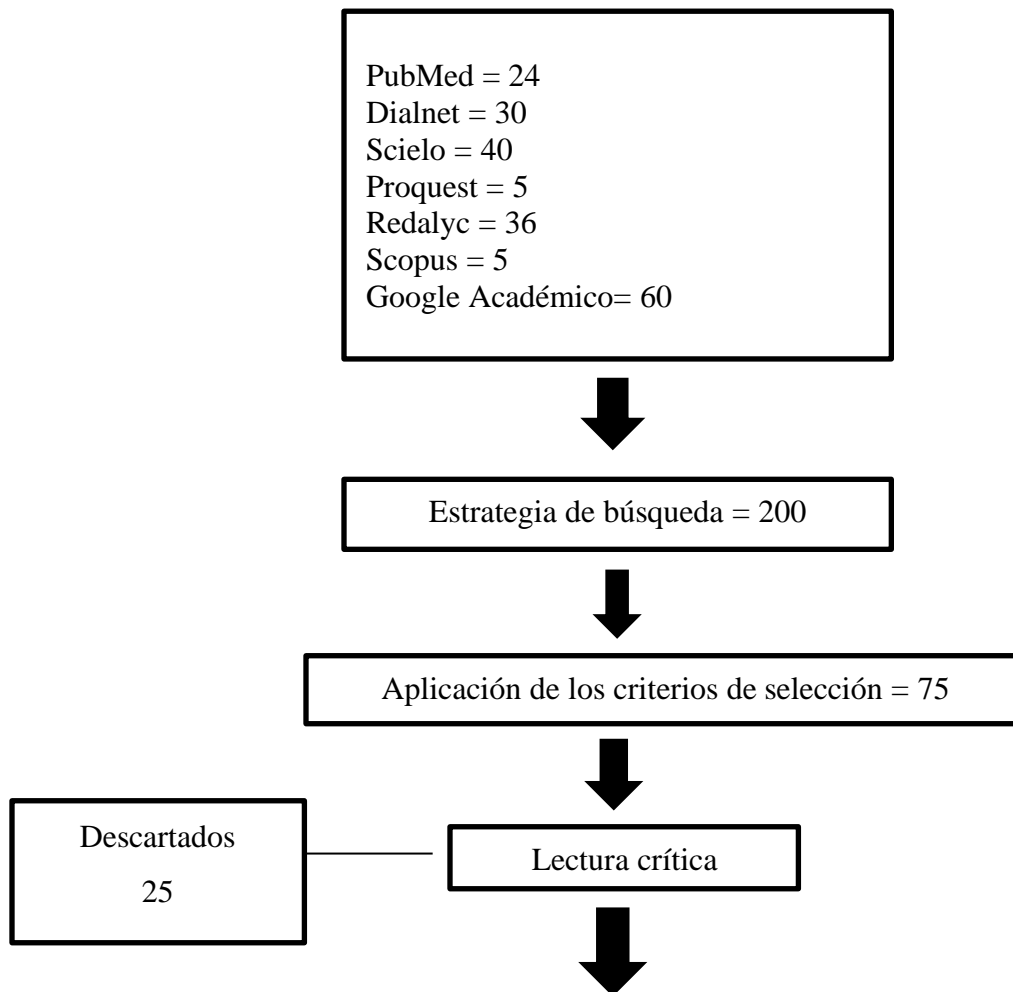 PubMed = 24
Dialnet = 30
Scielo = 40
Proquest = 5
Redalyc = 36
Scopus = 5
Google Académico= 60
Estrategia de búsqueda = 200
Aplicación de los criterios de selección = 75
Descartados
25
Lectura crítica